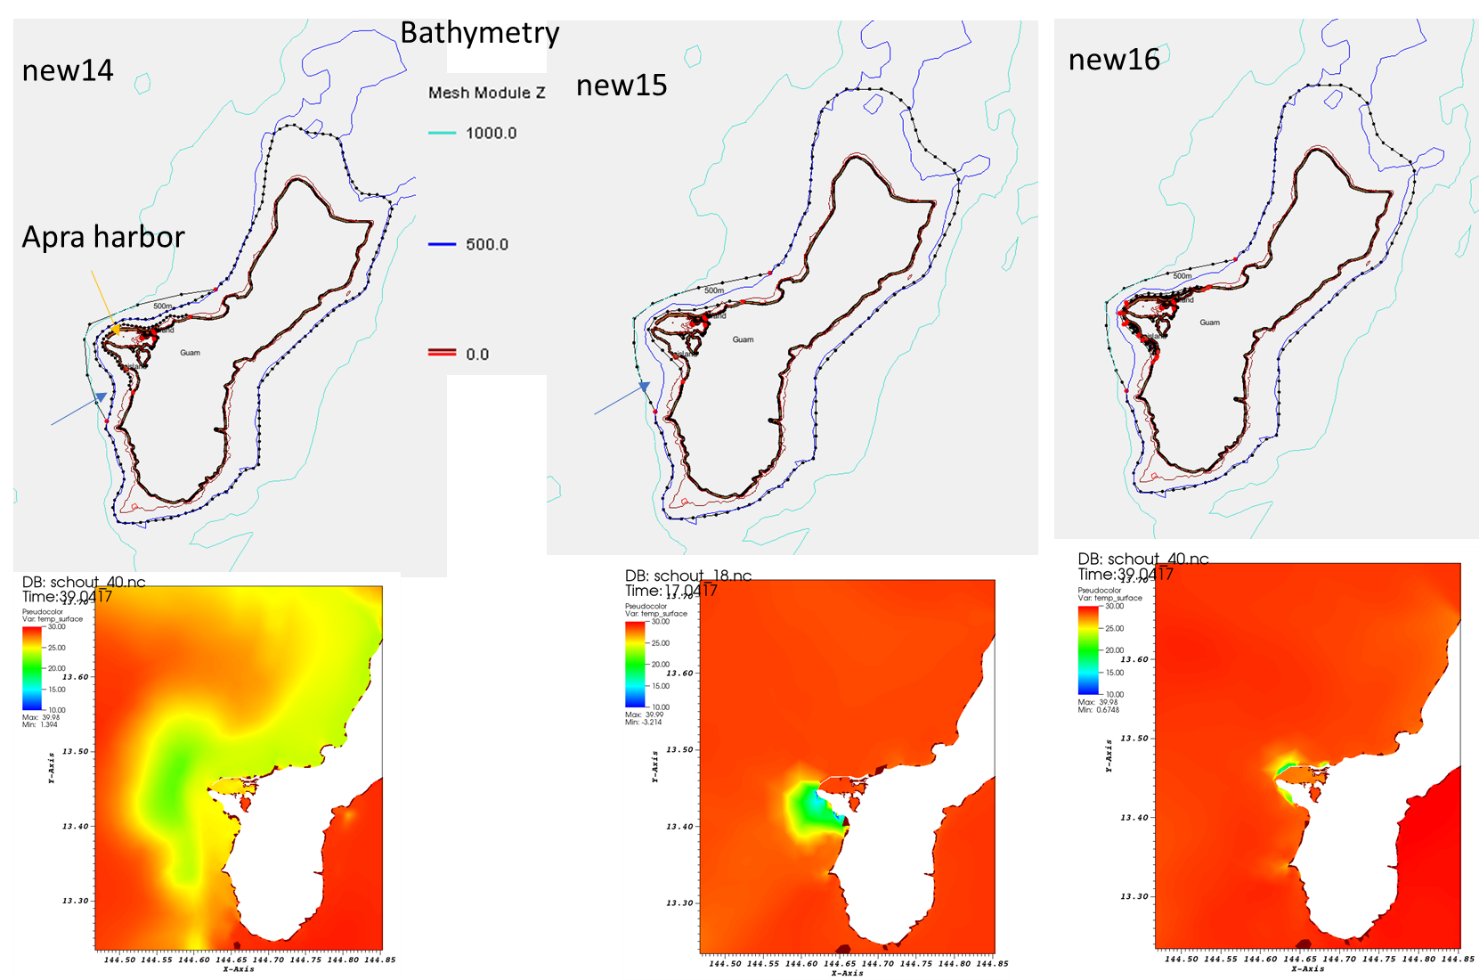 new14
Bathymetry
new15
new16
Mesh Module Z
1000.0
500.0
0.0
Apra harbor
500m
Guam
500m
Guam
500m
Guam
DB: schout_40.nc
Time:39.0417
Pseudocolor
Var: temp_surface
30.00
25.00
20.00
15.00
10.00
Max: 39.98
Min: 1.394
13.60
13.50
13.40
13.30
Y-Axis
144.50 144.55 144.60 144.65 144.70 144.75 144.80 144.85
X-Axis
DB: schout_18.nc
Time:17.0417
Pseudocolor
Var: temp_surface
30.00
25.00
20.00
15.00
10.00
Max: 39.99
Min: -3.214
13.60
13.50
13.40
13.30
Y-Axis
144.50 144.55 144.60 144.65 144.70 144.75 144.80 144.85
X-Axis
DB: schout_40.nc
Time:39.0417
Pseudocolor
Var: temp_surface
30.00
25.00
20.00
15.00
10.00
Max: 39.98
Min: 0.6748
13.60
13.50
13.40
13.30
Y-Axis
144.50 144.55 144.60 144.65 144.70 144.75 144.80 144.85
X-Axis